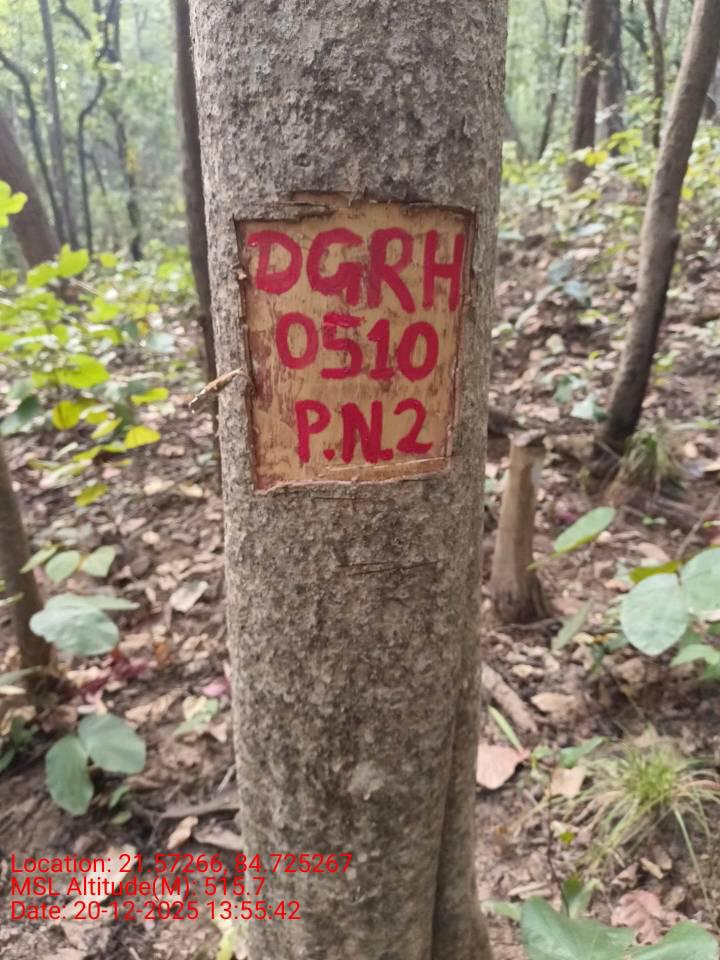 DGRH
0510
P.N.2
Location: 21.57266, 84.725267
MSL Altitude(M): 515.7
Date: 20-12-2025 13:55:42